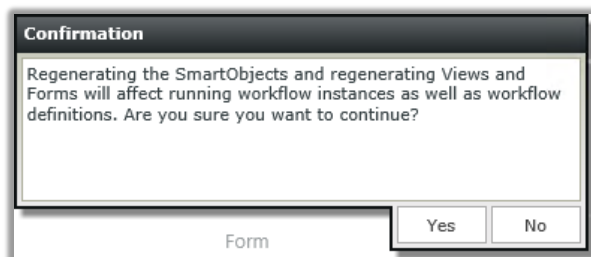 Confirmation
Regenerating the SmartObjects and regenerating Views and
Forms will affect running workflow instances as well as workflow
definitions. Are you sure you want to continue?
Yes No
Form